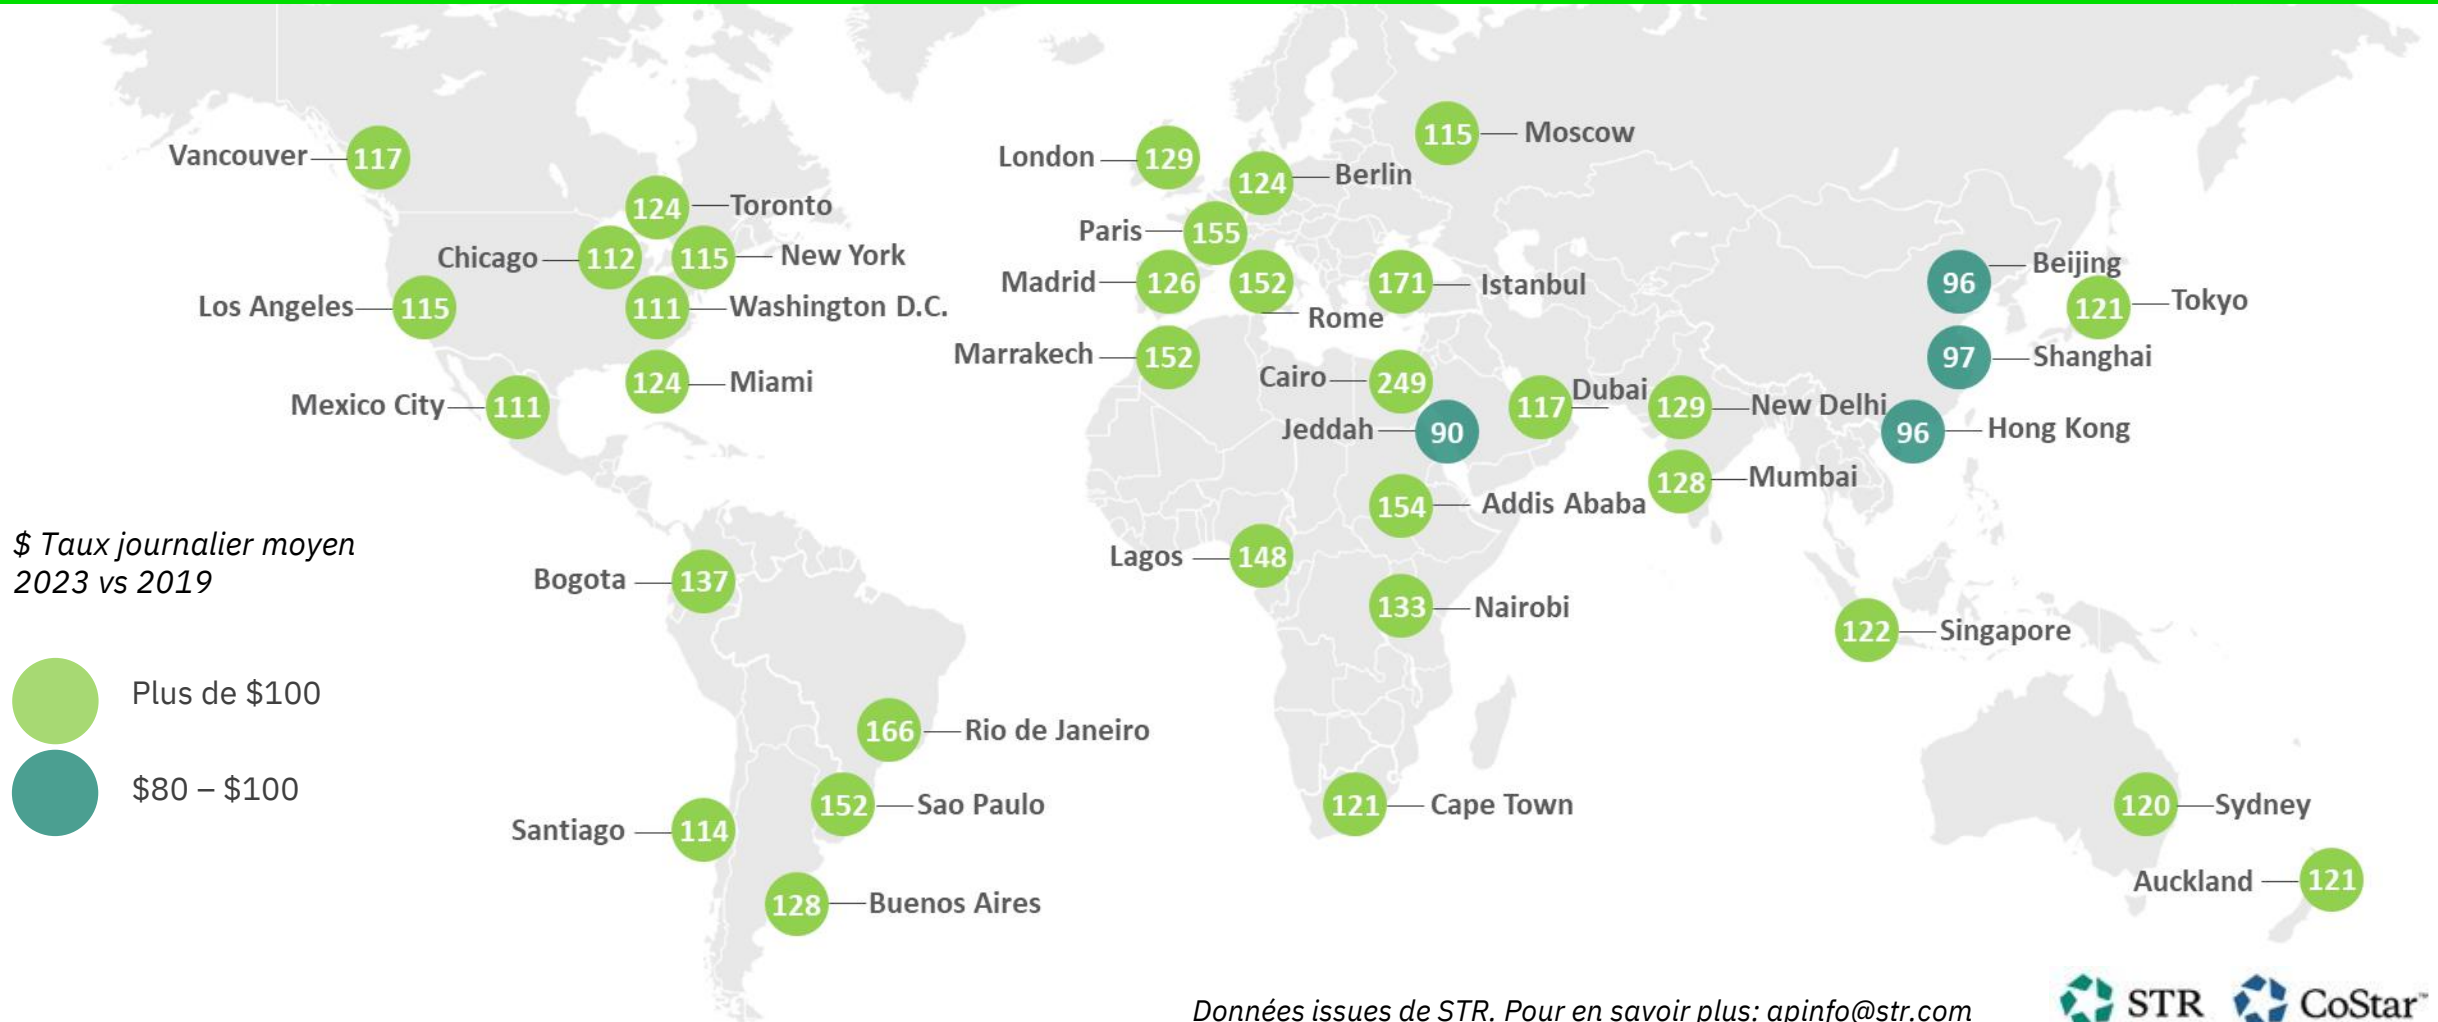 Vancouver 117
Toronto 124
Chicago 112
New York 115
Los Angeles 115
Washington D.C. 111
Miami 124
Mexico City 111
London 129
Moscow 115
Berlin 124
Paris 155
Madrid 126
Rome 152
Istanbul 171
Marrakech 152
Cairo 249
Jeddah 90
Dubai 117
New Delhi 129
Mumbai 128
Beijing 96
Tokyo 121
Shanghai 97
Hong Kong 96
Addis Ababa 154
Lagos 148
Nairobi 133
Singapore 122
Bogota 137
Rio de Janeiro 166
Sao Paulo 152
Santiago 114
Buenos Aires 128
Cape Town 121
Sydney 120
Auckland 121
$ Taux journalier moyen
2023 vs 2019
Plus de $100
$80 – $100
Données issues de STR. Pour en savoir plus: apinfo@str.com
STR
CoStar™